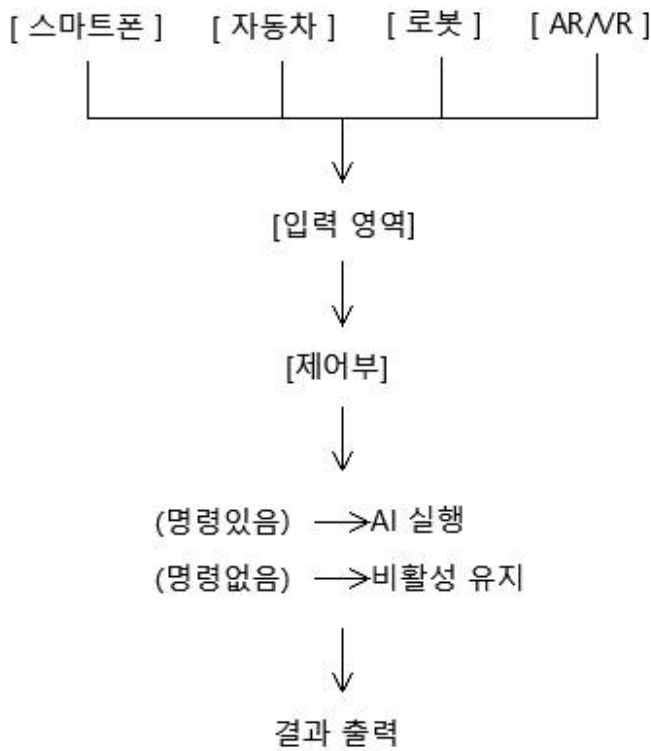 [ 스마트폰 ] [ 자동차 ] [ 로봇 ] [ AR/VR ]
[입력 영역]
[제어부]
(명령있음) AI 실행
(명령없음) 비활성 유지
결과 출력